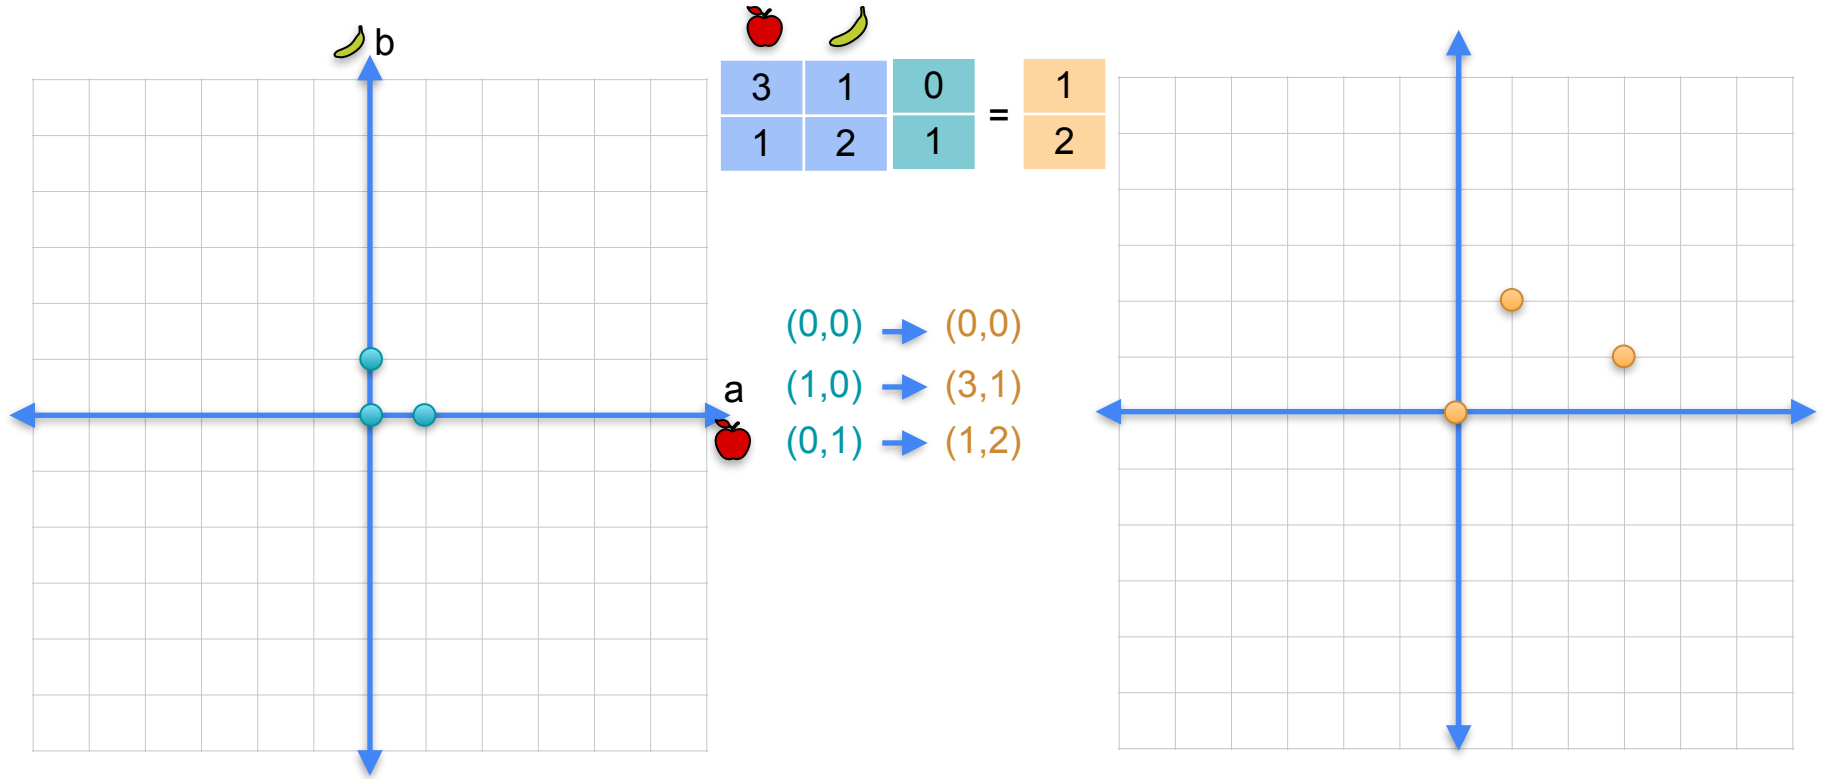 b
3 1 0 = 1
1 2 1 2
(0,0) (0,0)
a
(1,0) (3,1)
(0,1) (1,2)